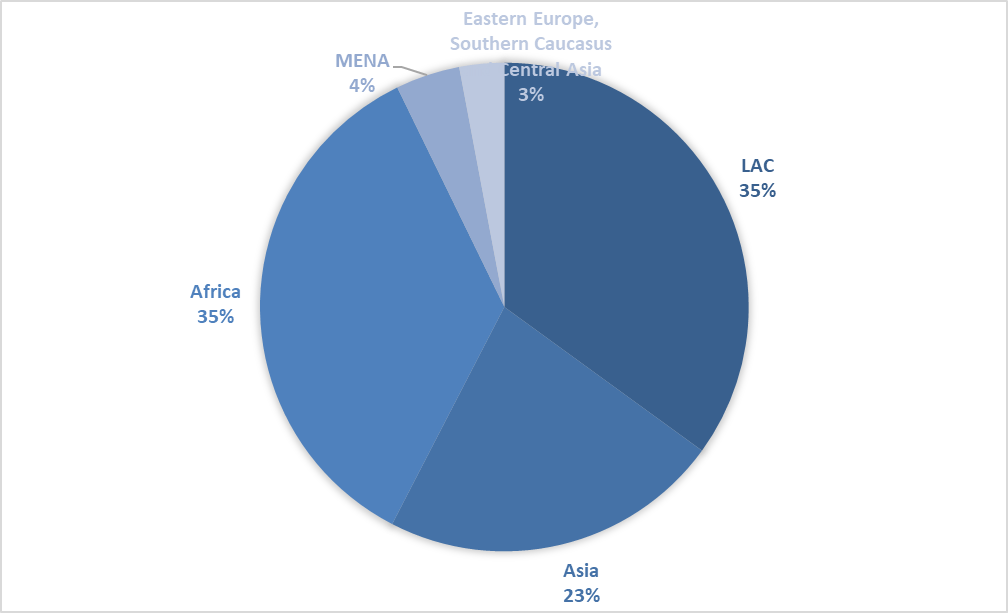 Eastern Europe,
Southern Caucasus
Central Asia
3%
MENA
4%
LAC
35%
Africa
35%
Asia
23%